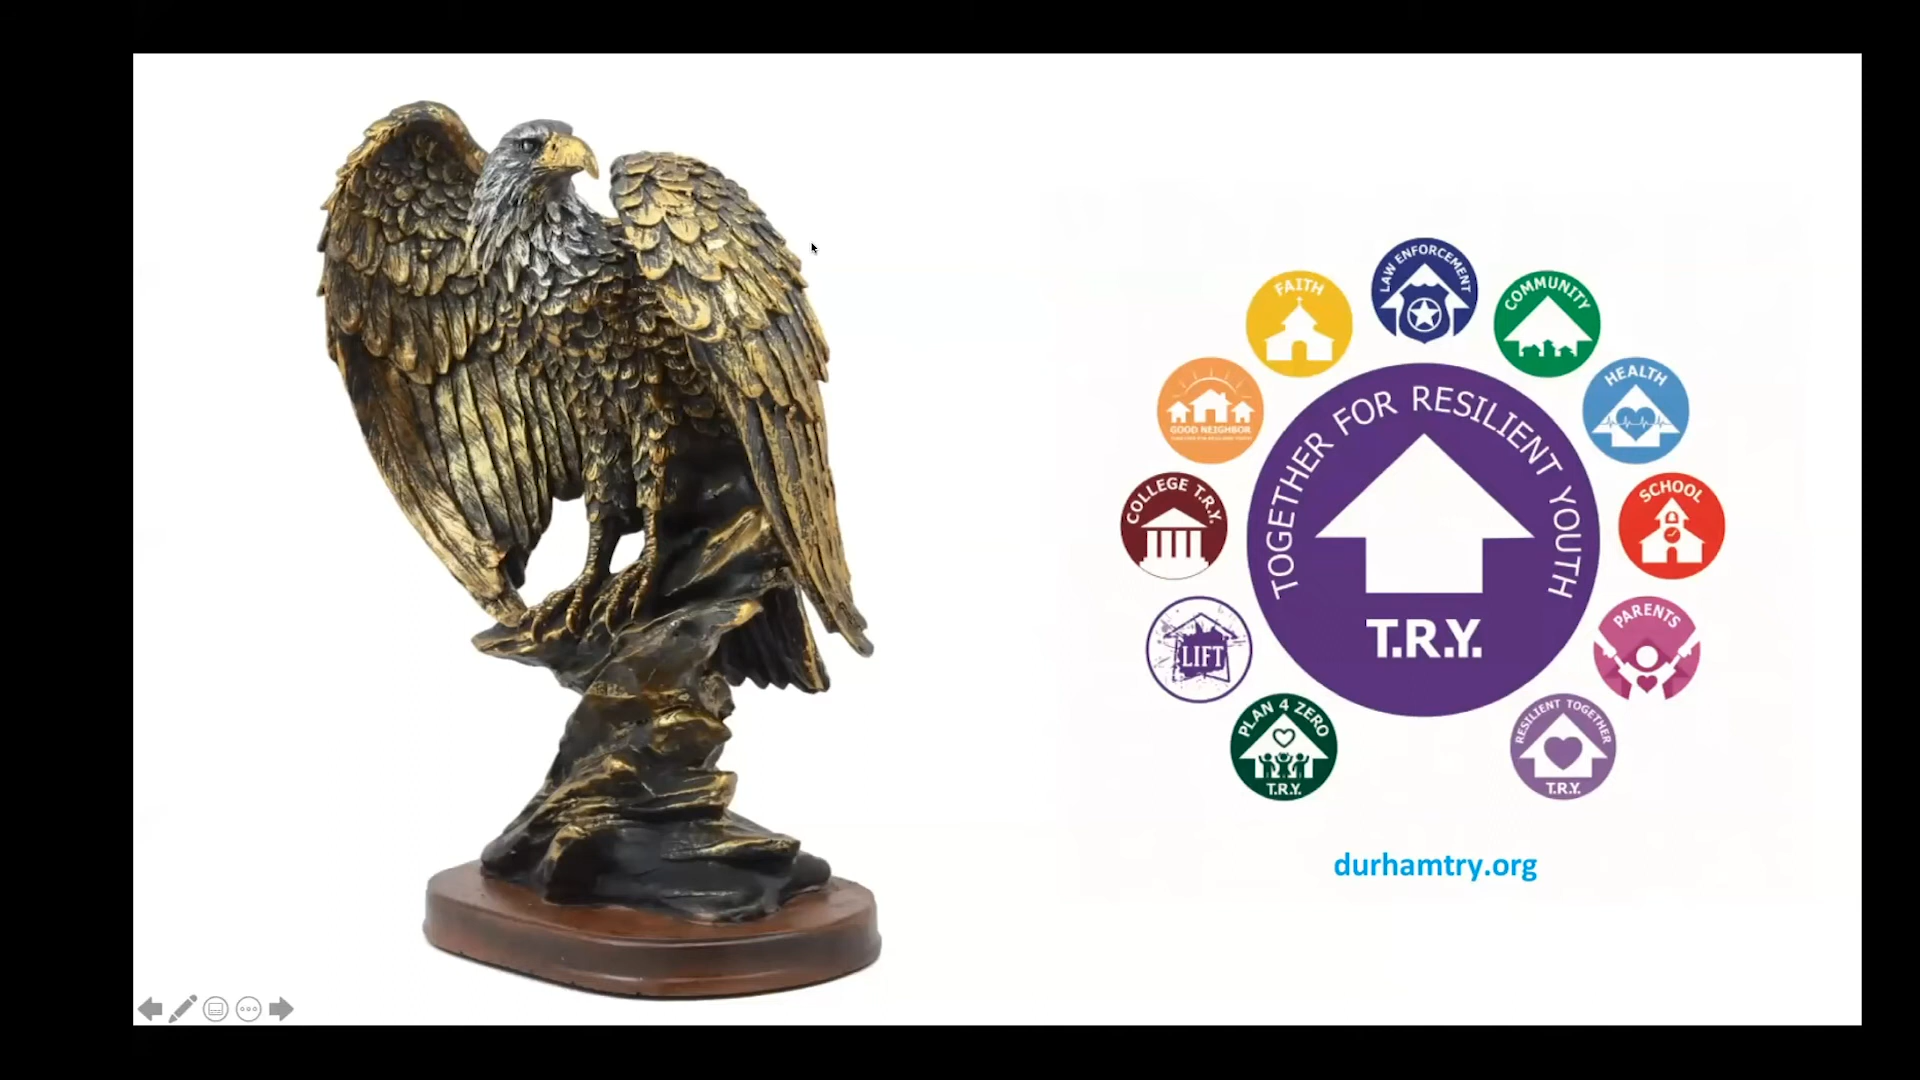 LAW ENFORCEMENT
FAITH
COMMUNITY
GOOD NEIGHBOR
HEALTH
COLLEGE T.R.Y.
TOGETHER FOR RESILIENT YOUTH
T.R.Y.
SCHOOL
LIFT
PARENTS
PLAN 4 ZERO
T.R.Y.
RESILIENT TOGETHER
T.R.Y.
durhamtry.org